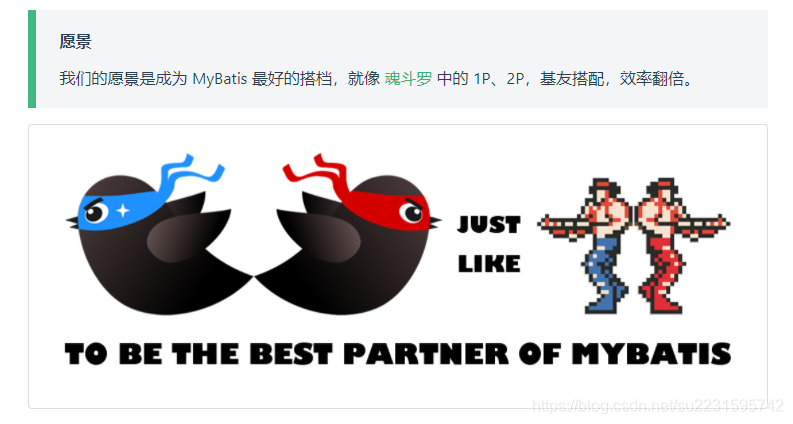 愿景
我们的愿景是成为 MyBatis 最好的搭档，就像 魂斗罗 中的 1P、2P，基友搭配，效率翻倍。
JUST
LIKE
TO BE THE BEST PARTNER OF MYBATIS
https://blog.csdn.net/su2231595742